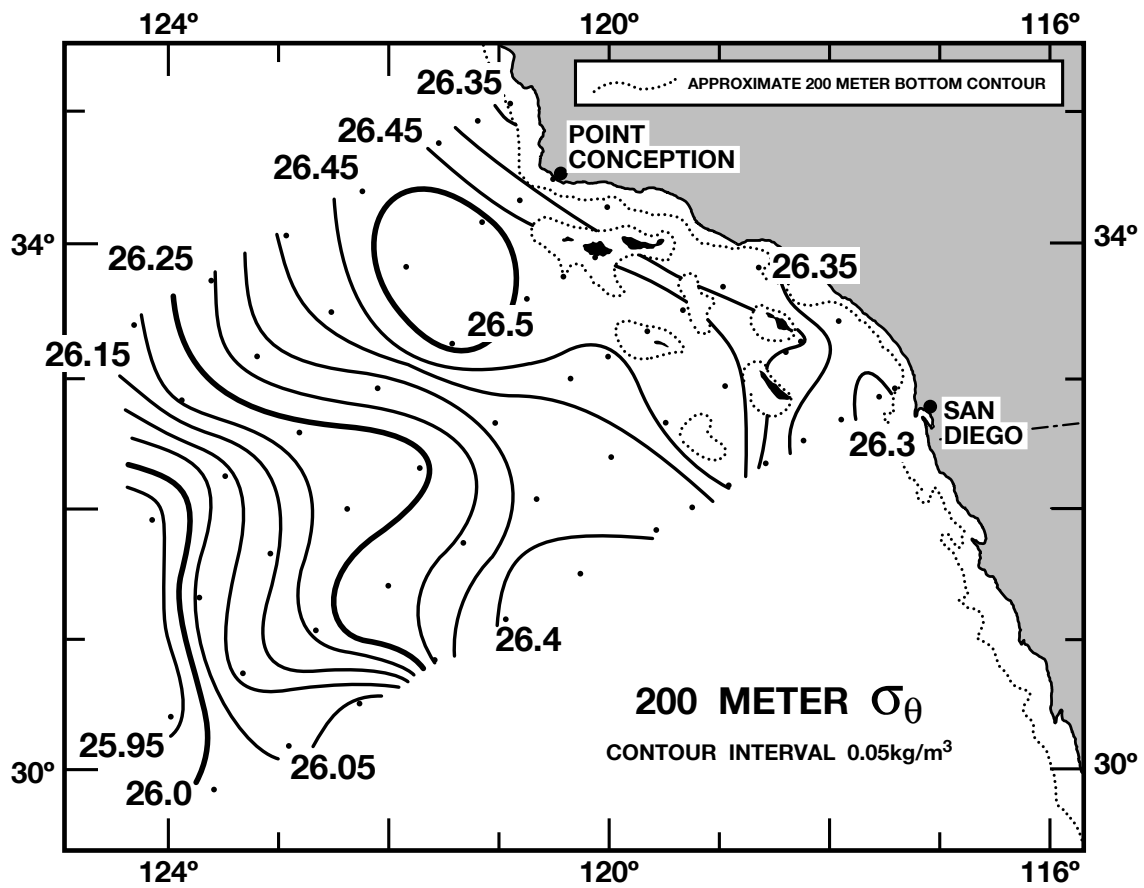 124º 120º 116º
26.35
APPROXIMATE 200 METER BOTTOM CONTOUR
26.45
POINT
CONCEPTION
26.45
34º
34º
26.25
26.35
26.5
26.15
SAN
DIEGO
26.3
26.4
200 METER σθ
25.95
CONTOUR INTERVAL 0.05kg/m³
26.05
30º
30º
26.0
124º 120º 116º